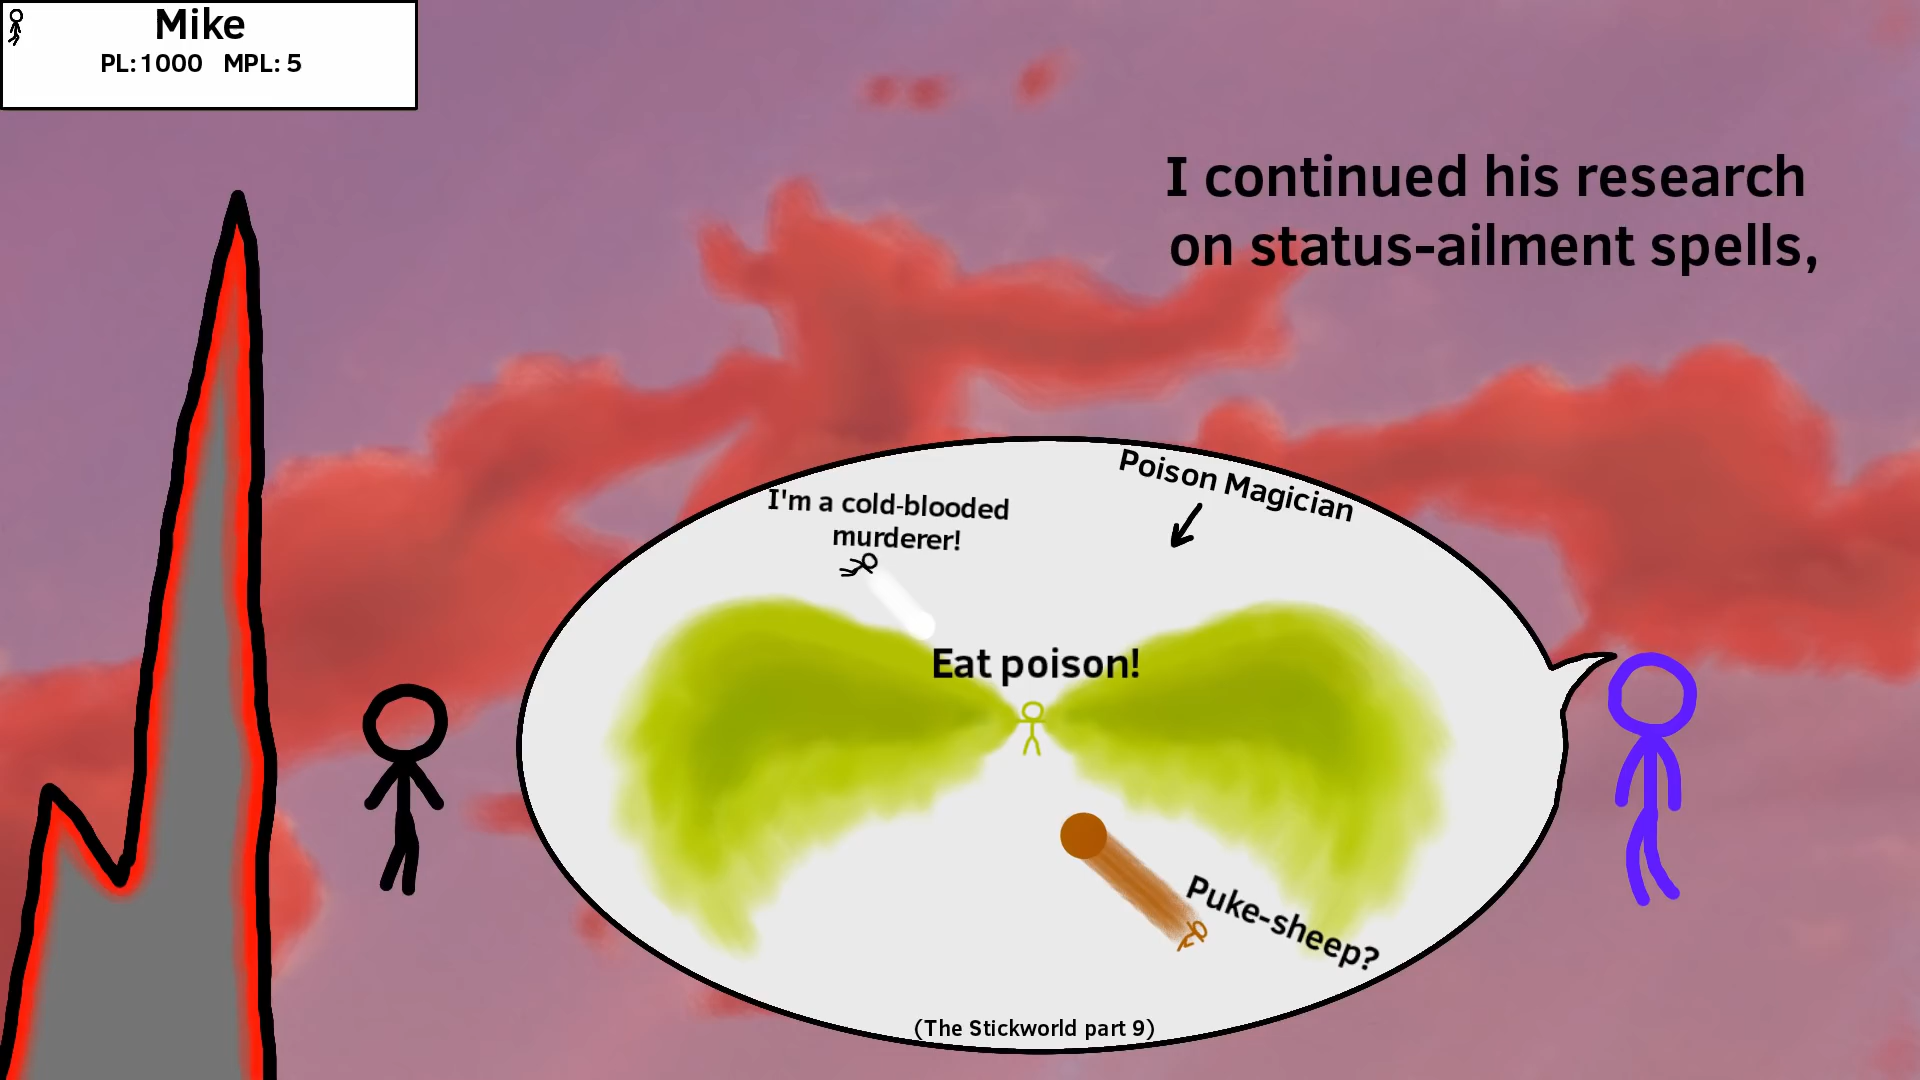 Mike
PL: 1000 MPL: 5
I continued his research
on status-ailment spells,
Poison Magician
I'm a cold-blooded
murderer!
Eat poison!
Puke-sheep?
(The Stickworld part 9)